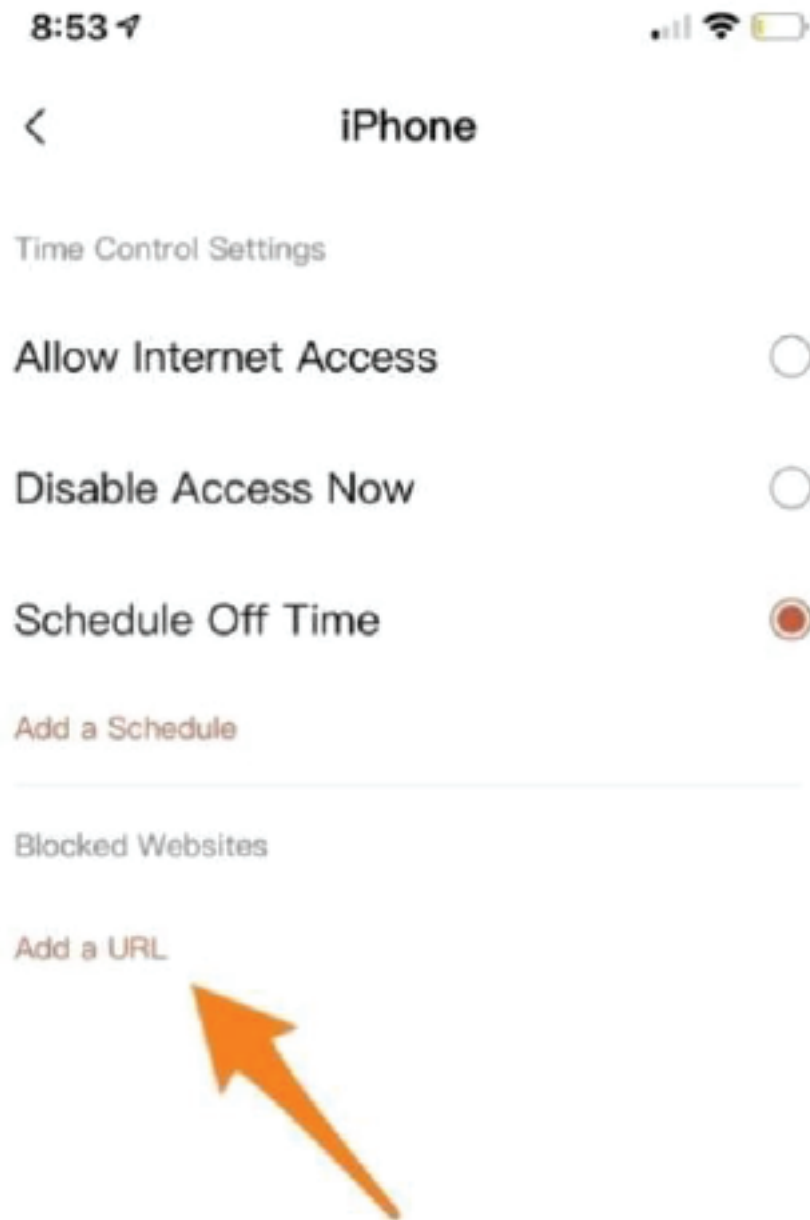 8:53
iPhone
Time Control Settings
Allow Internet Access
Disable Access Now
Schedule Off Time
Add a Schedule
Blocked Websites
Add a URL